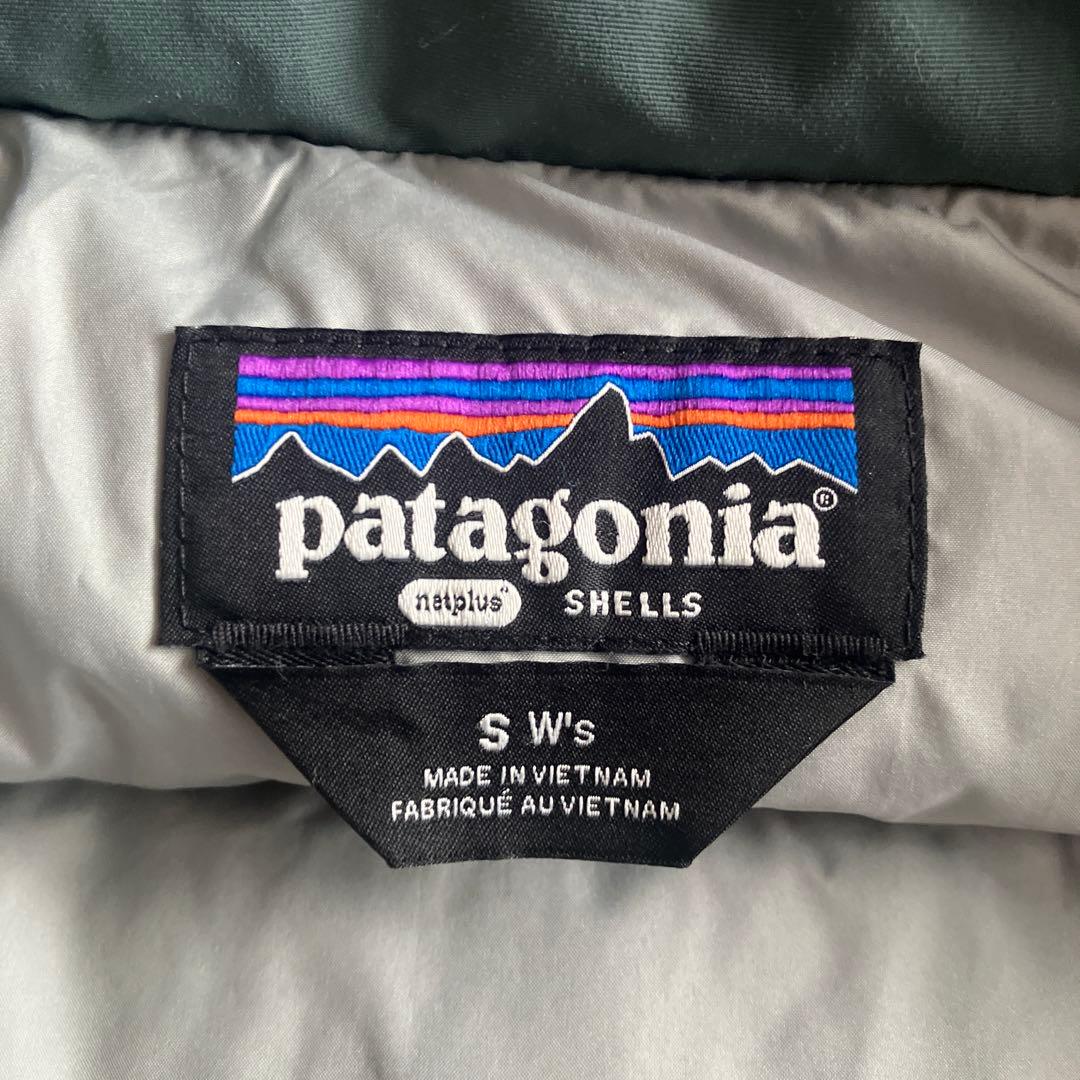 patagonia®
netplus® SHELLS
S W's
MADE IN VIETNAM
FABRIQUÉ AU VIETNAM